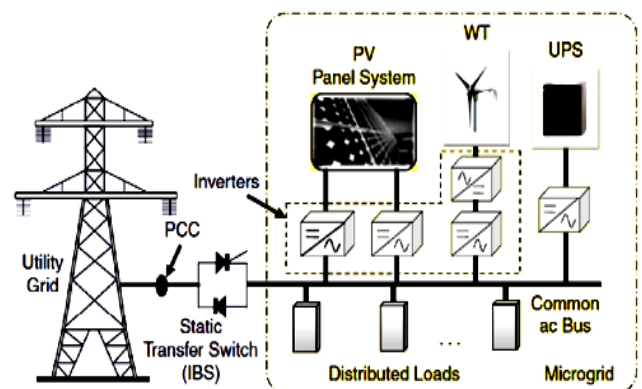 PV
Panel System
WT
UPS
Inverters
PCC
Utility
Grid
Static
Transfer Switch
(IBS)
Common
ac Bus
...
Distributed Loads
Microgrid